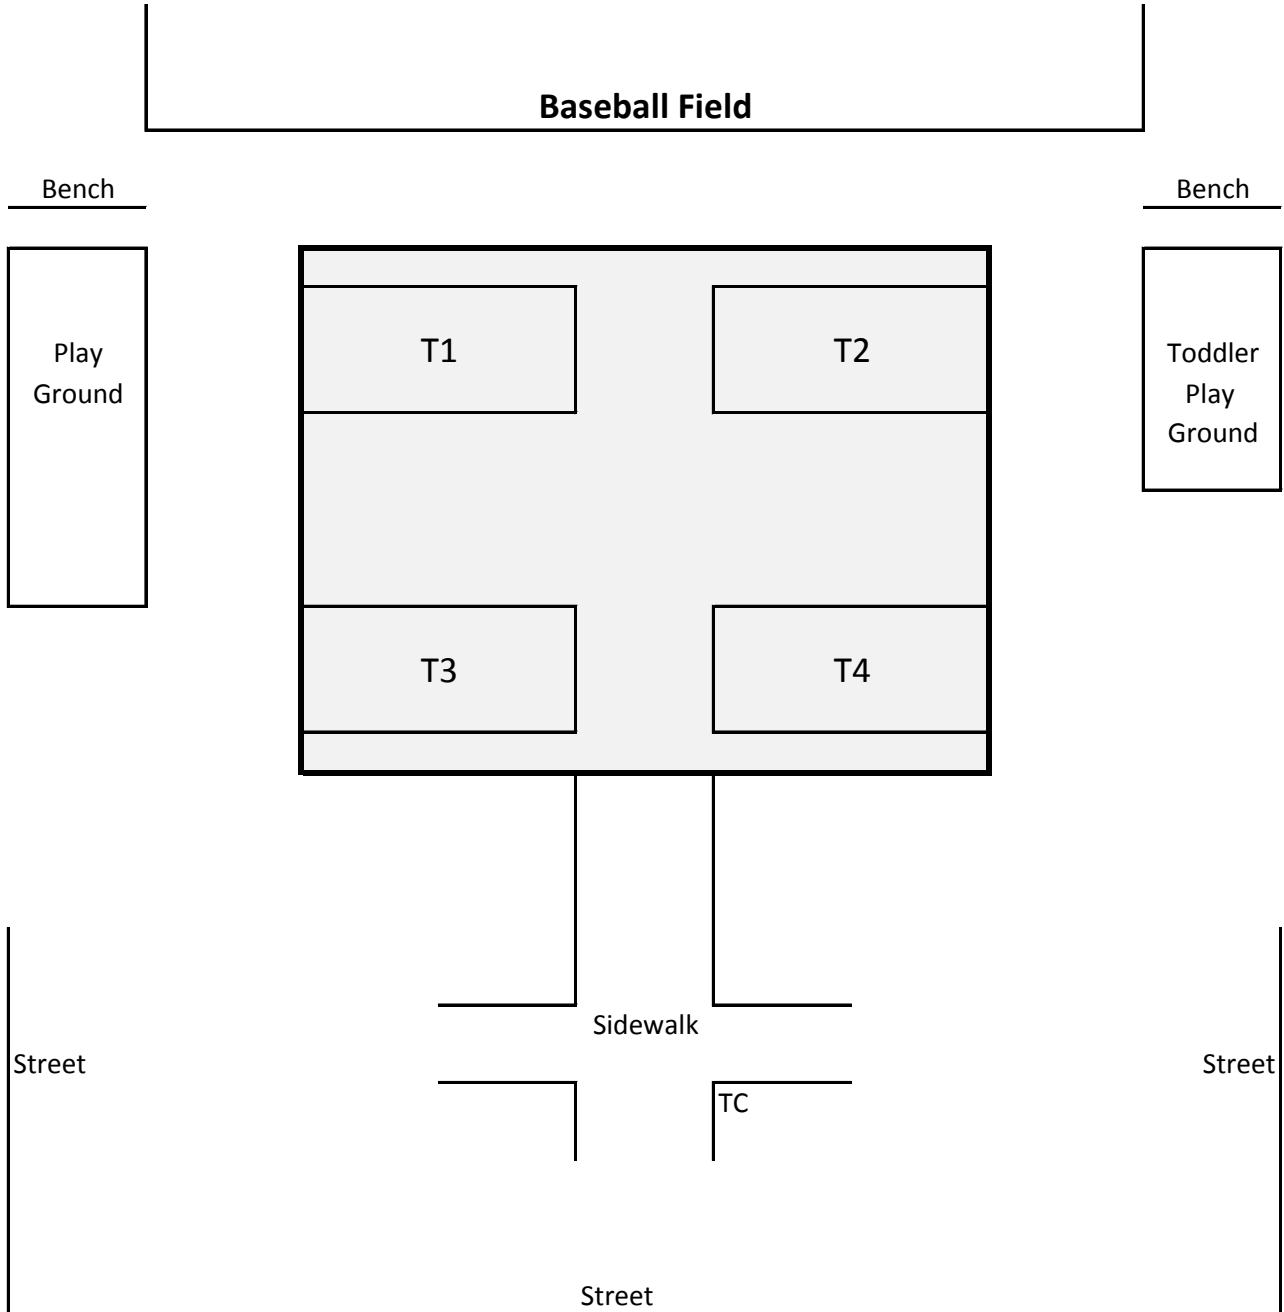 Baseball Field
Bench
Bench
Play
Ground
T1
T2
Toddler
Play
Ground
T3
T4
Sidewalk
Street
Street
TC
Street